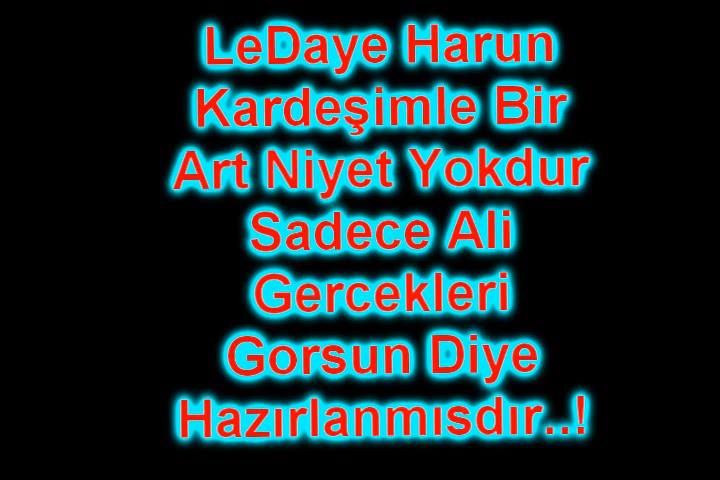 LeDaye Harun
Kardeşimle Bir
Art Niyet Yokdur
Sadece Ali
Gercekleri
Gorsun Diye
Hazırlanmısdır..!